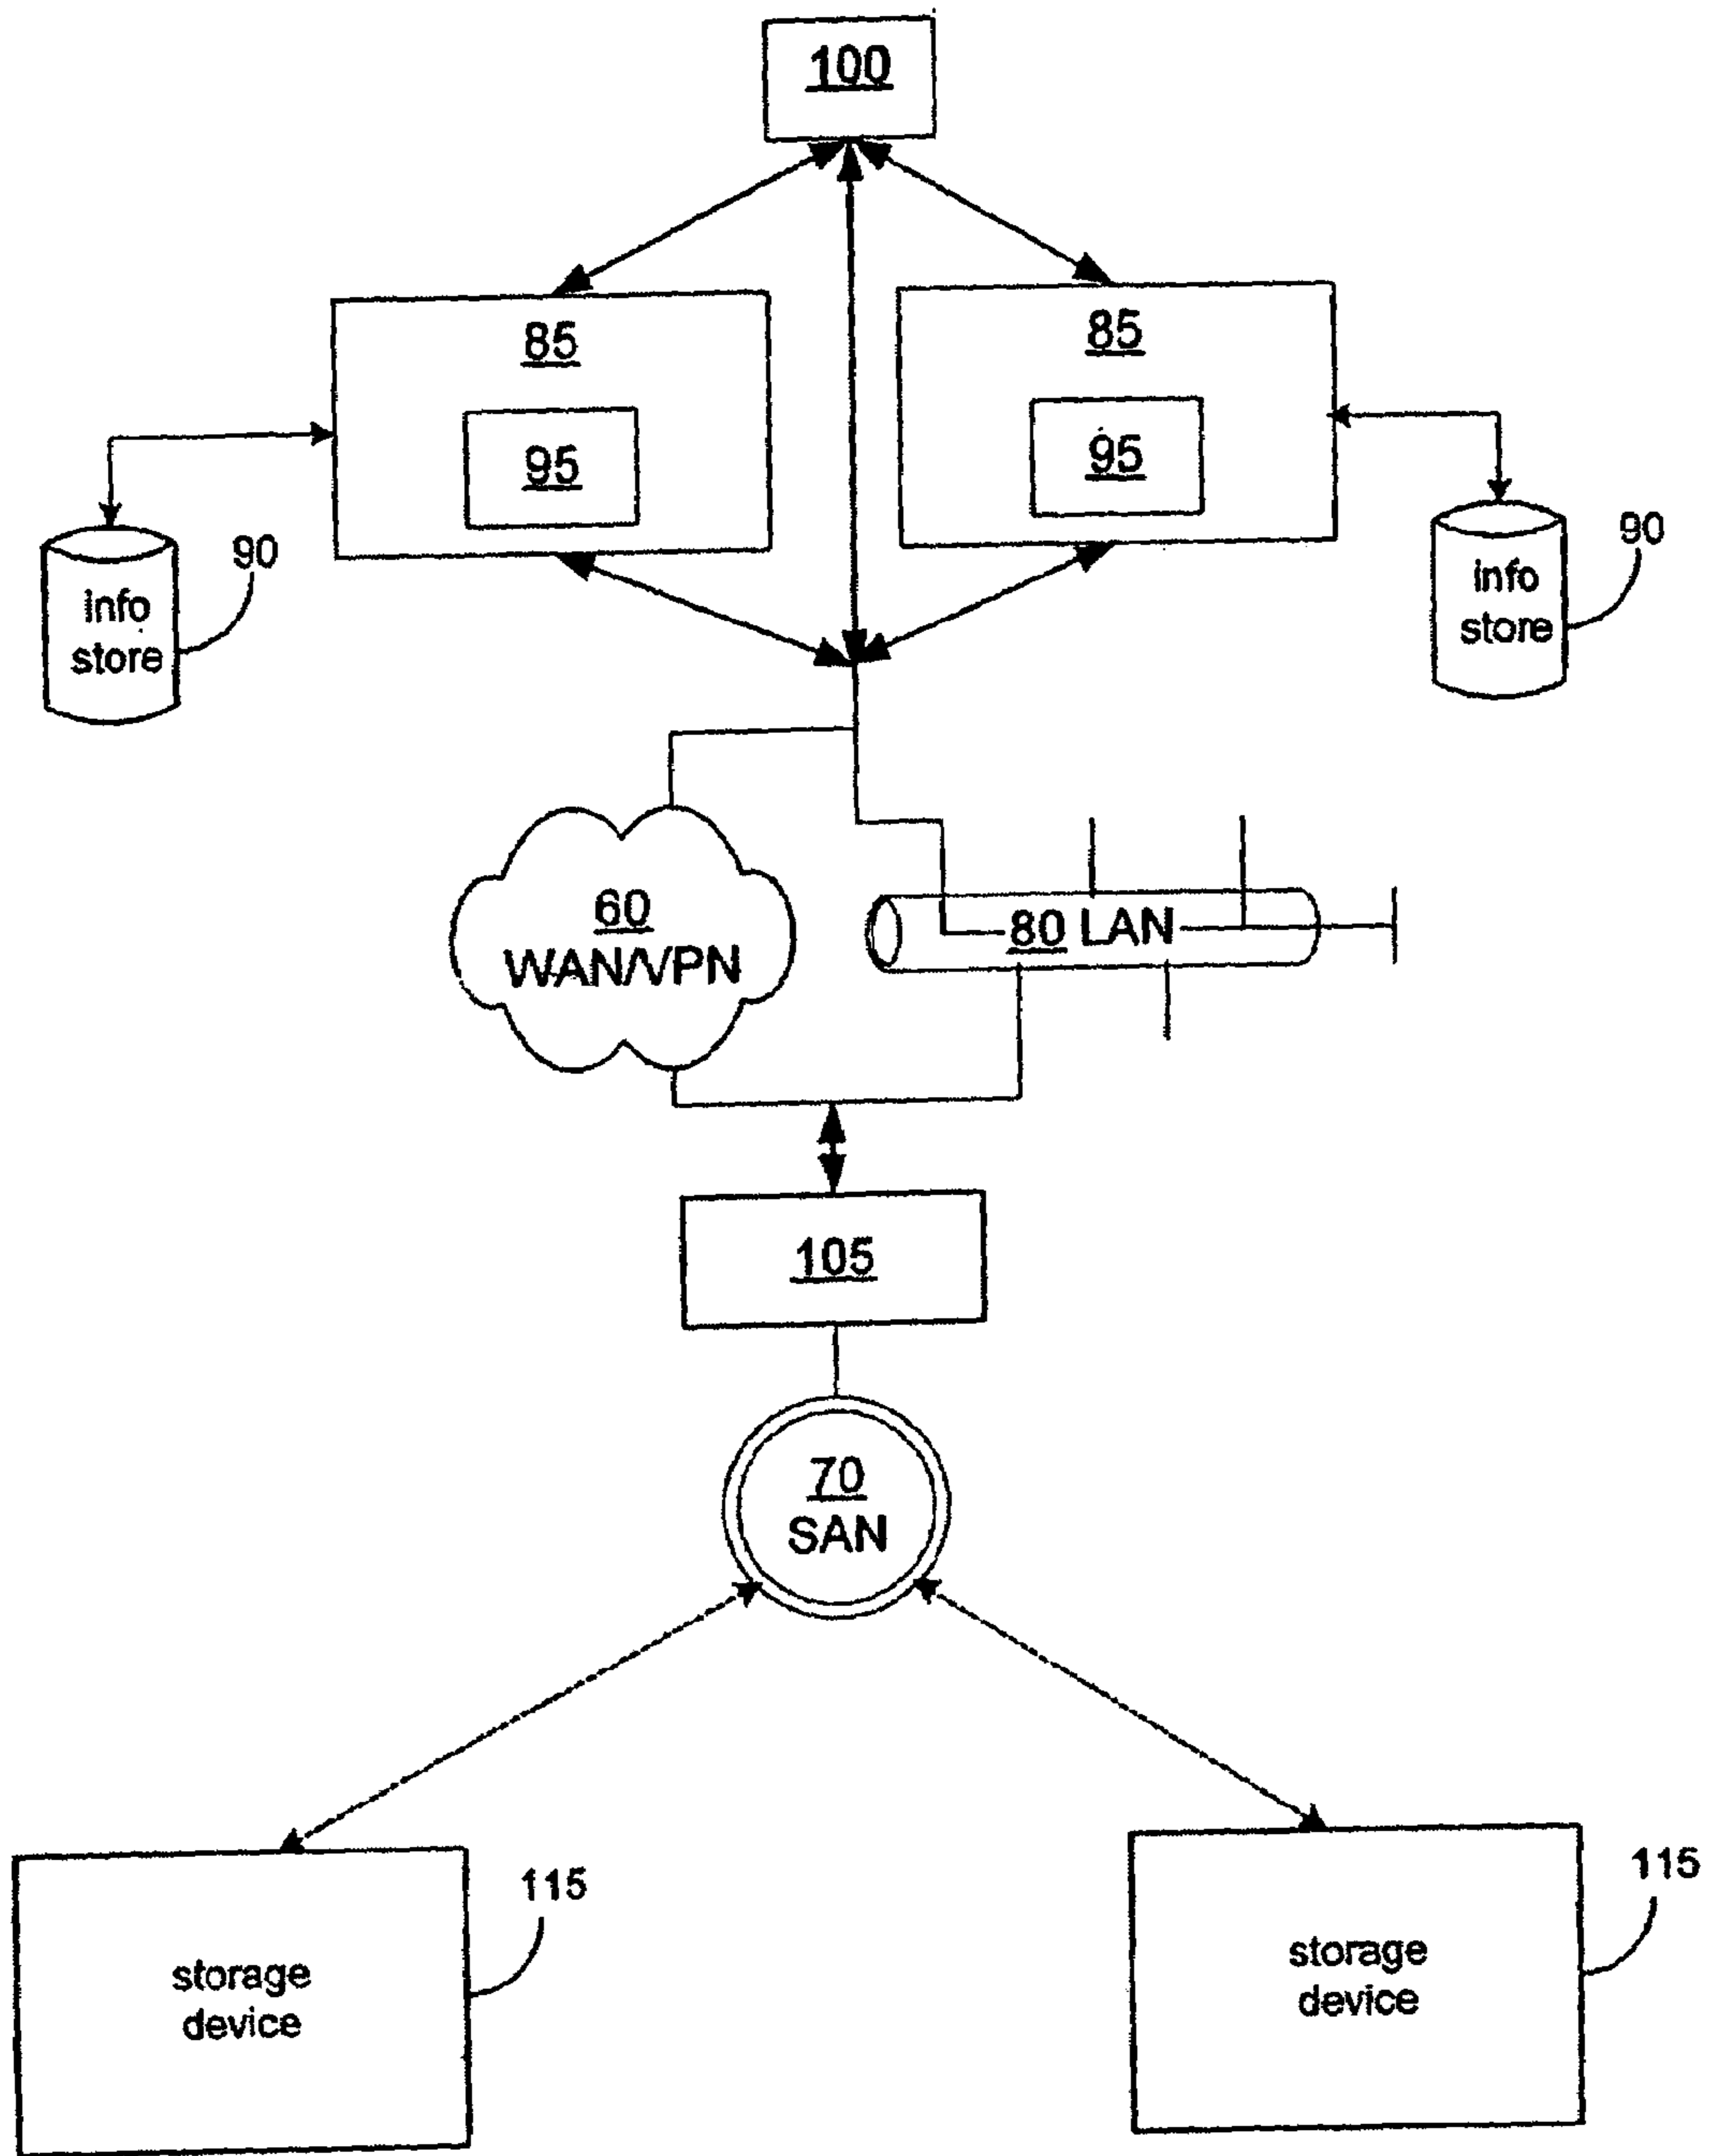 100
85
85
95
95
90
info
store
90
info
store
60
WAN/VPN
80 LAN
105
70
SAN
115
storage
device
115
storage
device